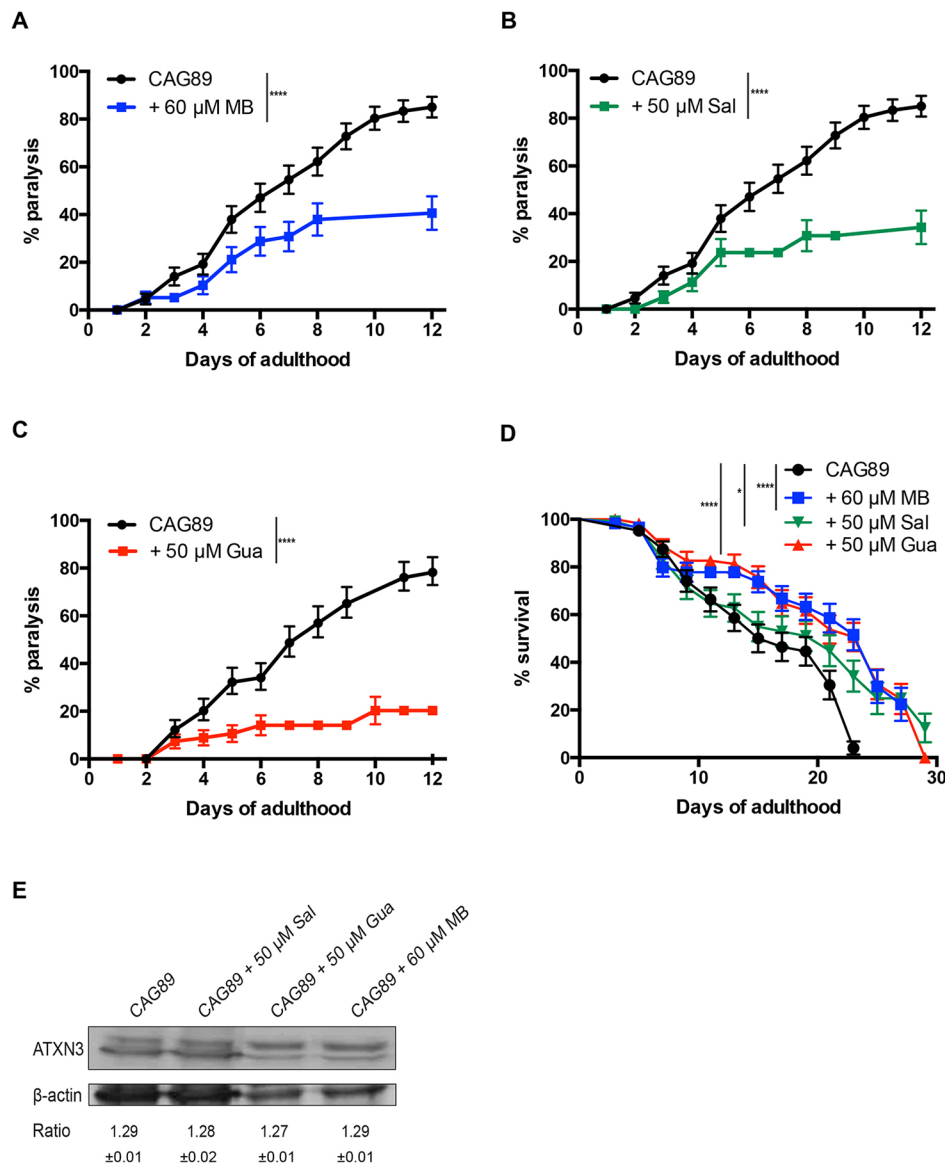 A
CAG89
+ 60 µM MB
****
% paralysis
100
80
60
40
20
0
0 2 4 6 8 10 12
Days of adulthood
B
CAG89
+ 50 µM Sal
****
% paralysis
100
80
60
40
20
0
0 2 4 6 8 10 12
Days of adulthood
C
CAG89
+ 50 µM Gua
****
% paralysis
100
80
60
40
20
0
0 2 4 6 8 10 12
Days of adulthood
D
CAG89
+ 60 µM MB
+ 50 µM Sal
+ 50 µM Gua
**** * ****
% survival
100
80
60
40
20
0
0 10 20 30
Days of adulthood
E
CAG89
CAG89 + 50 µM Sal
CAG89 + 50 µM Gua
CAG89 + 60 µM MB
ATXN3
β-actin
Ratio 1.29 1.28 1.27 1.29
±0.01 ±0.02 ±0.01 ±0.01